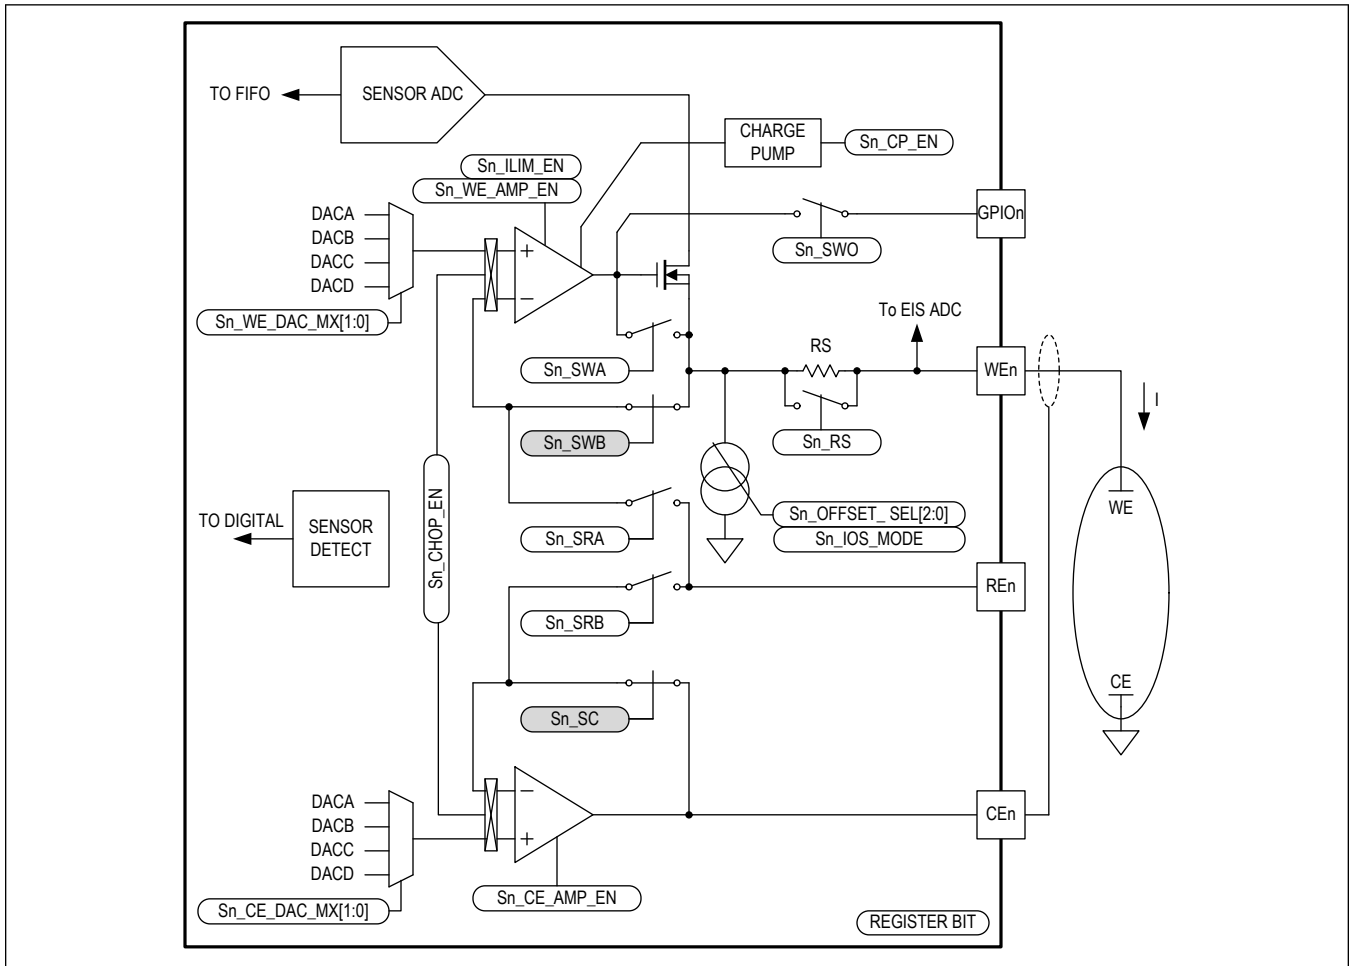 TO FIFO
SENSOR ADC
CHARGE
PUMP
Sn_CP_EN
Sn_ILIM_EN
Sn_WE_AMP_EN
DACA
DACB
DACC
DACD
+
−
GPIOn
Sn_SWO
Sn_WE_DAC_MX[1:0]
To EIS ADC
Sn_SWA
RS
WEn
I
Sn_SWB
Sn_RS
WE
Sn_CHOP_EN
TO DIGITAL
SENSOR
DETECT
Sn_OFFSET_ SEL[2:0]
Sn_IOS_MODE
Sn_SRA
REn
Sn_SRB
CE
Sn_SC
DACA
DACB
DACC
DACD
−
+
CEn
Sn_CE_AMP_EN
Sn_CE_DAC_MX[1:0]
REGISTER BIT